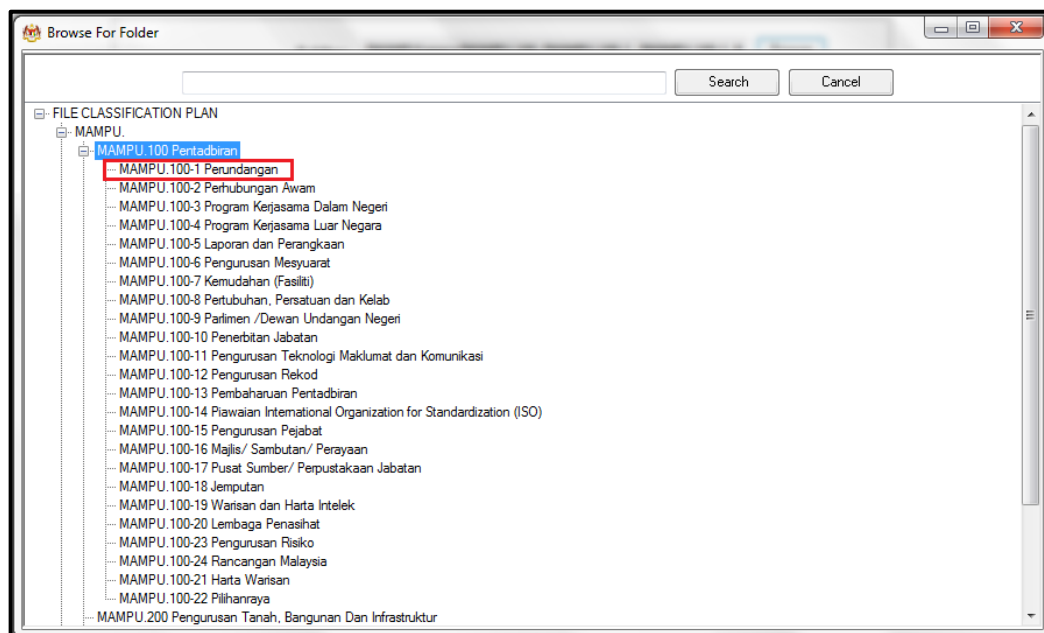 Browse For Folder
Search Cancel
FILE CLASSIFICATION PLAN
MAMPU.
MAMPU.100 Pentadbiran
MAMPU.100-1 Perundangan
MAMPU.100-2 Perhubungan Awam
MAMPU.100-3 Program Kerjasama Dalam Negeri
MAMPU.100-4 Program Kerjasama Luar Negara
MAMPU.100-5 Laporan dan Perangkaan
MAMPU.100-6 Pengurusan Mesyuarat
MAMPU.100-7 Kemudahan (Fasiliti)
MAMPU.100-8 Pertubuhan, Persatuan dan Kelab
MAMPU.100-9 Parlimen /Dewan Undangan Negeri
MAMPU.100-10 Penerbitan Jabatan
MAMPU.100-11 Pengurusan Teknologi Maklumat dan Komunikasi
MAMPU.100-12 Pengurusan Rekod
MAMPU.100-13 Pembaharuan Pentadbiran
MAMPU.100-14 Piawaian International Organization for Standardization (ISO)
MAMPU.100-15 Pengurusan Pejabat
MAMPU.100-16 Majlis/ Sambutan/ Perayaan
MAMPU.100-17 Pusat Sumber/ Perpustakaan Jabatan
MAMPU.100-18 Jemputan
MAMPU.100-19 Warisan dan Harta Intelek
MAMPU.100-20 Lembaga Penasihat
MAMPU.100-23 Pengurusan Risiko
MAMPU.100-24 Rancangan Malaysia
MAMPU.100-21 Harta Warisan
MAMPU.100-22 Pilihanraya
MAMPU.200 Pengurusan Tanah, Bangunan Dan Infrastruktur